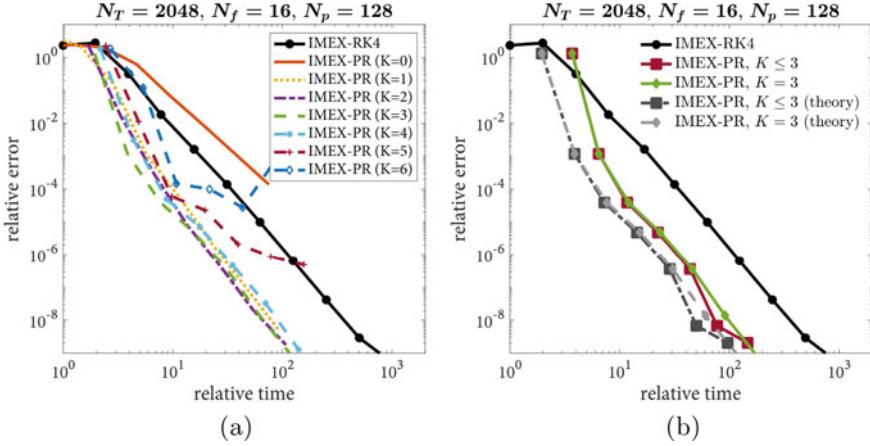 N_T = 2048, N_f = 16, N_p = 128
10^0
10^-2
10^-4
10^-6
10^-8
relative error
IMEX-RK4
IMEX-PR (K=0)
IMEX-PR (K=1)
IMEX-PR (K=2)
IMEX-PR (K=3)
IMEX-PR (K=4)
IMEX-PR (K=5)
IMEX-PR (K=6)
10^0 10^1 10^2 10^3
relative time
(a)
N_T = 2048, N_f = 16, N_p = 128
10^0
10^-2
10^-4
10^-6
10^-8
relative error
IMEX-RK4
IMEX-PR, K ≤ 3
IMEX-PR, K = 3
IMEX-PR, K ≤ 3 (theory)
IMEX-PR, K = 3 (theory)
10^0 10^1 10^2 10^3
relative time
(b)